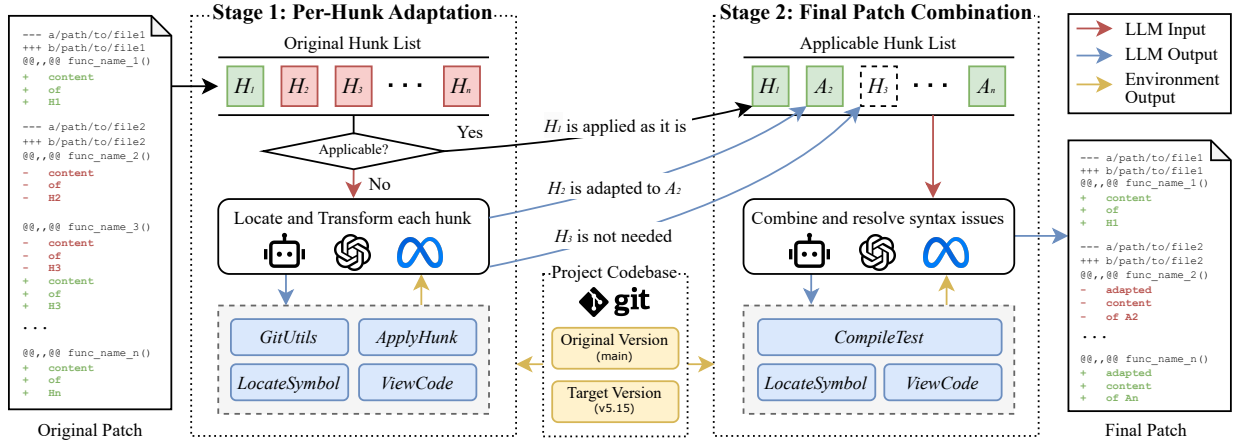 --- a/path/to/file1
+++ b/path/to/file1
@@,,@@ func_name_1()
+ content
+ of
+ H1
--- a/path/to/file2
+++ b/path/to/file2
@@,,@@ func_name_2()
- content
- of
- H2
@@,,@@ func_name_3()
- content
- of
- H3
+ content
+ of
+ H3
...
@@,,@@ func_name_n()
+ content
+ of
+ Hn
Original Patch
Stage 1: Per-Hunk Adaptation
Original Hunk List
H1 H2 H3 ... Hn
Applicable?
Yes
No
Locate and Transform each hunk
GitUtils
ApplyHunk
LocateSymbol
ViewCode
H1 is applied as it is
H2 is adapted to A2
H3 is not needed
Project Codebase
git
Original Version
(main)
Target Version
(v5.15)
Stage 2: Final Patch Combination
Applicable Hunk List
H1 A2 H3 ... An
Combine and resolve syntax issues
CompileTest
LocateSymbol
ViewCode
LLM Input
LLM Output
Environment
Output
--- a/path/to/file1
+++ b/path/to/file1
@@,,@@ func_name_1()
+ content
+ of
+ H1
--- a/path/to/file2
+++ b/path/to/file2
@@,,@@ func_name_2()
- adapted
- content
- of A2
...
@@,,@@ func_name_n()
+ adapted
+ content
+ of An
Final Patch